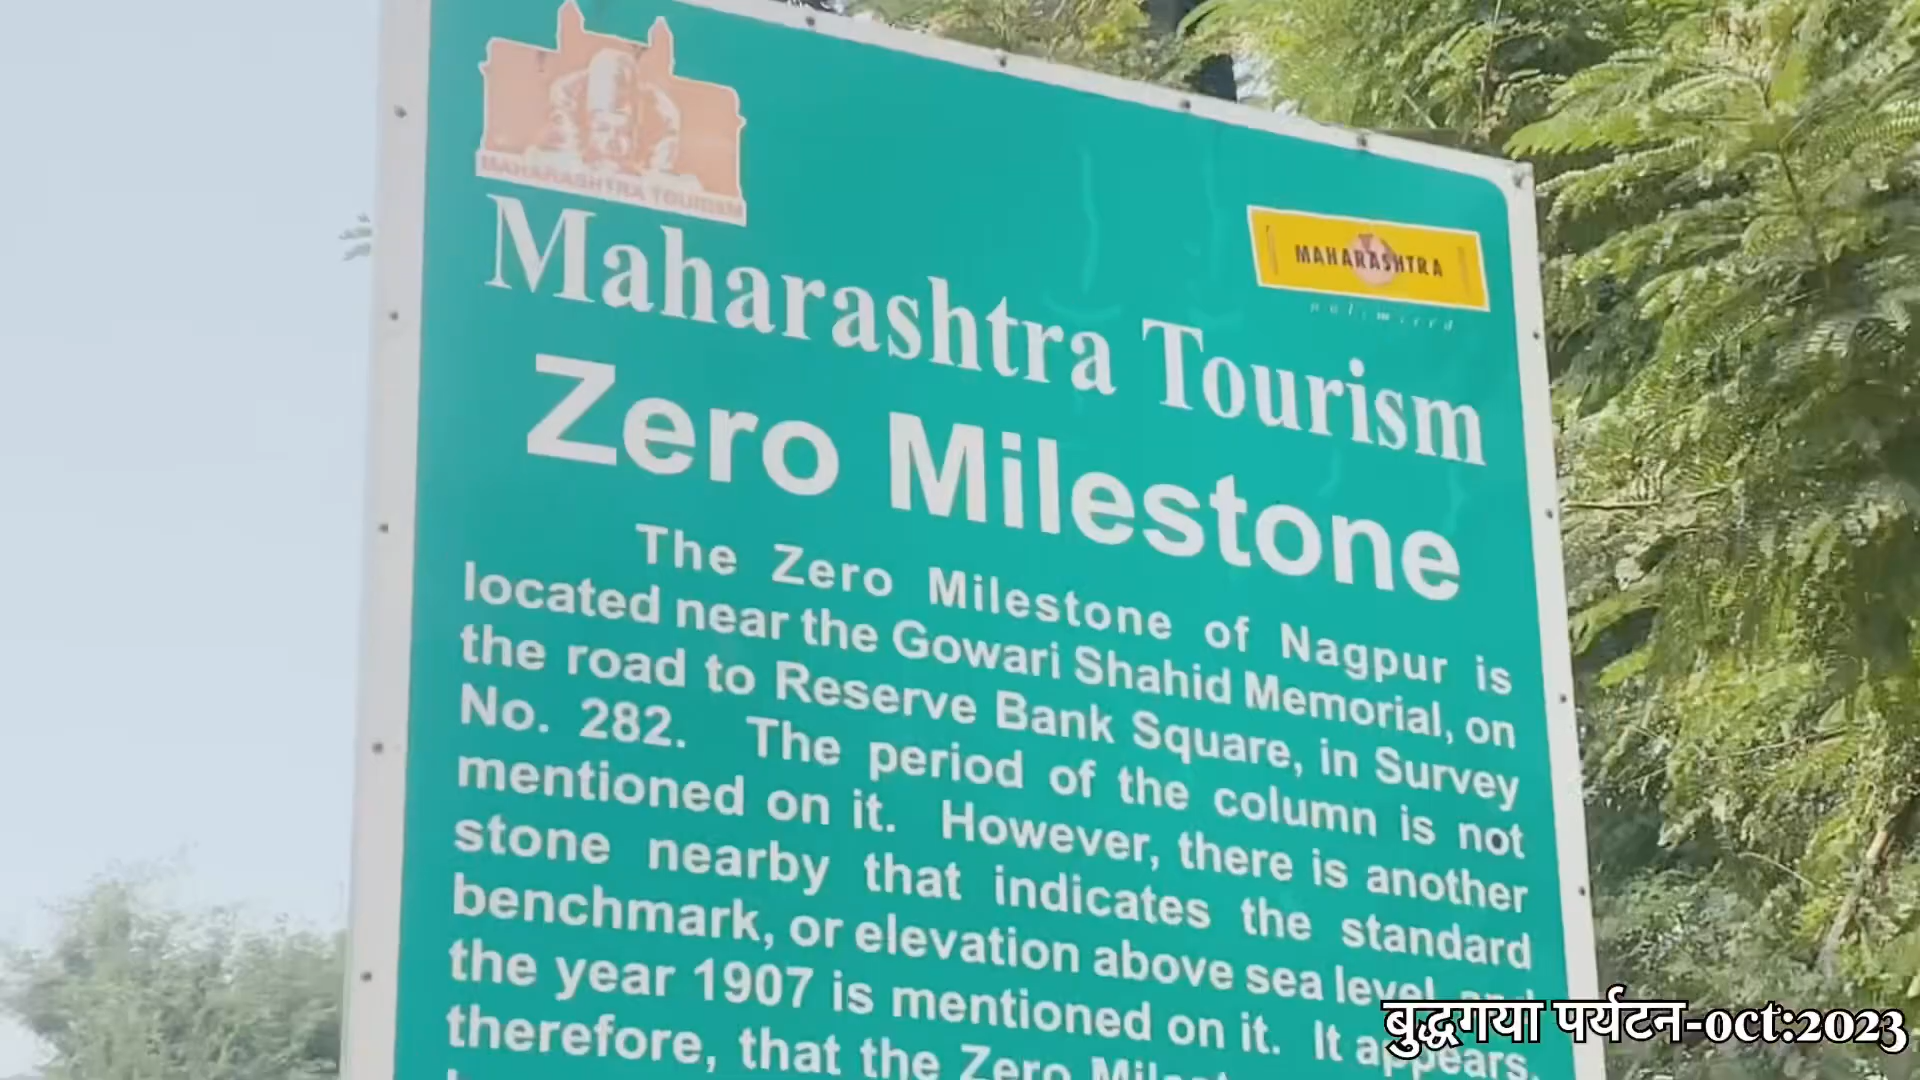 MAHARASHTRA TOURISM
MAHARASHTRA
Maharashtra Tourism
Zero Milestone
The Zero Milestone of Nagpur is
located near the Gowari Shahid Memorial, on
the road to Reserve Bank Square, in Survey
No. 282. The period of the column is not
mentioned on it. However, there is another
stone nearby that indicates the standard
benchmark, or elevation above sea level, and
the year 1907 is mentioned on it. It appears,
therefore, that the Zero
बुद्धगया पर्यटन-oct:2023